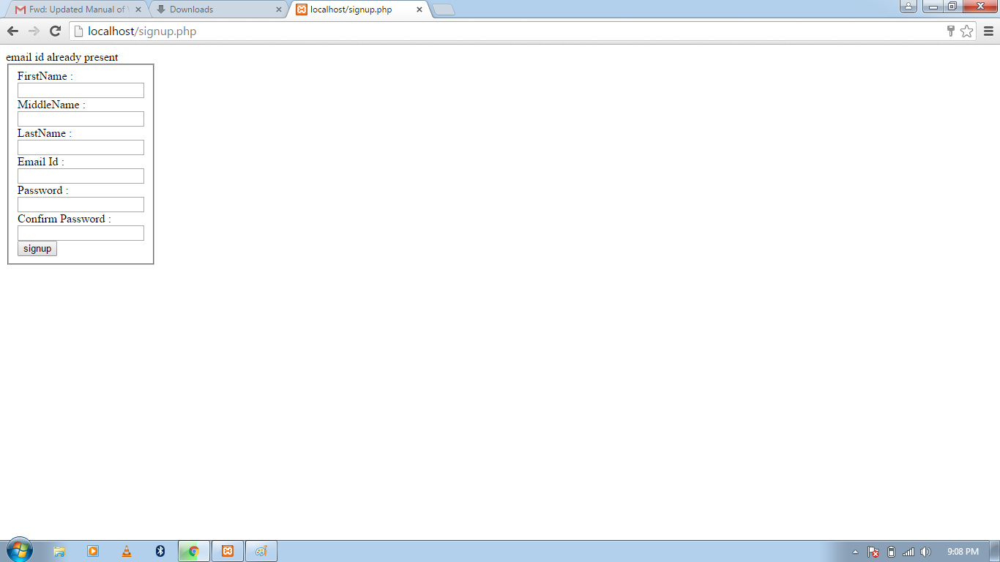 Fwd: Updated Manual of
Downloads
localhost/signup.php
localhost/signup.php
email id already present
FirstName :
MiddleName :
LastName :
Email Id :
Password :
Confirm Password :
signup
9:08 PM